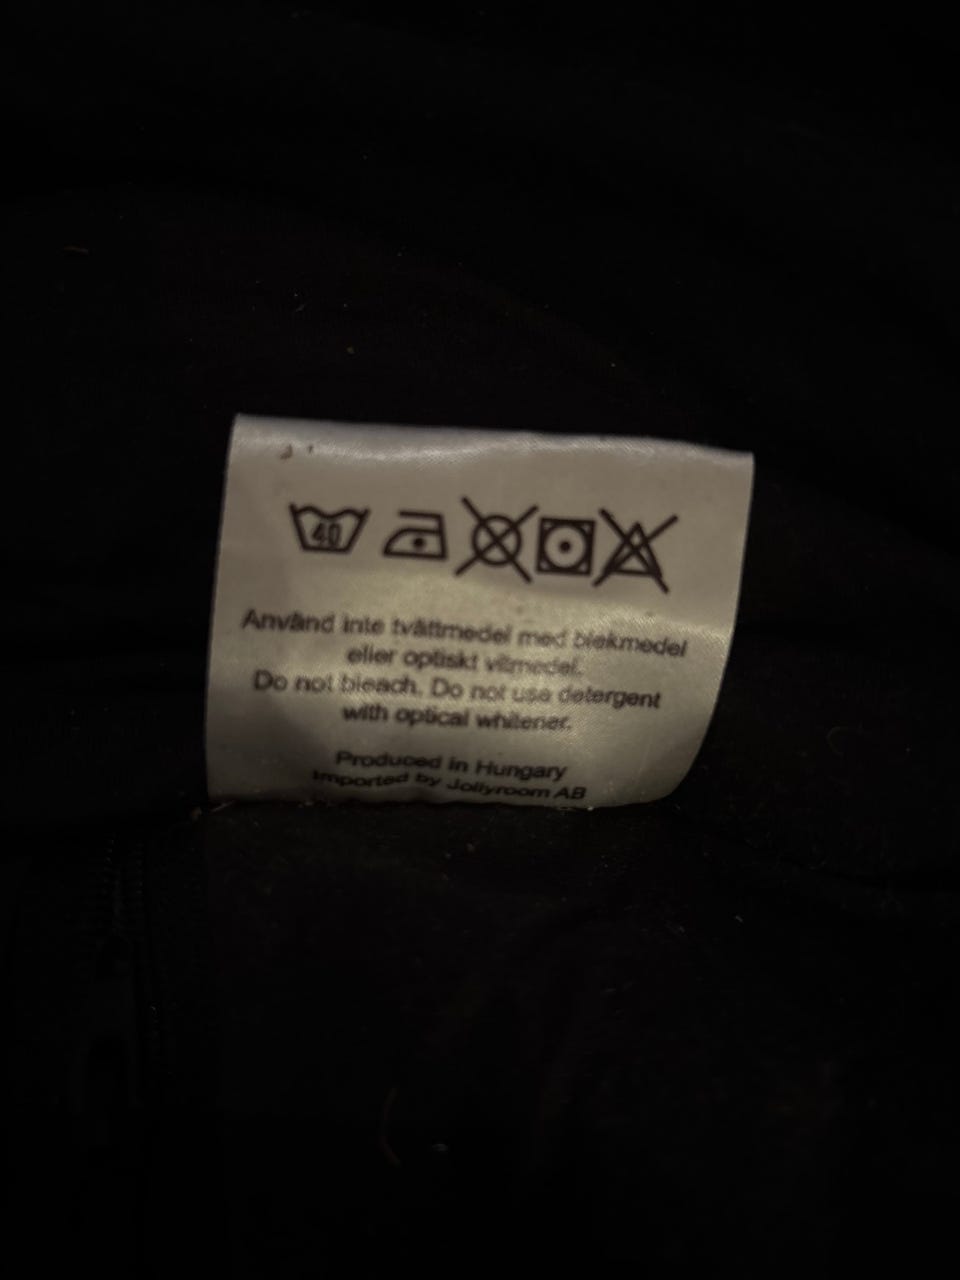 40
Använd inte tvättmedel med blekmedel
eller optiskt vitmedel.
Do not bleach. Do not use detergent
with optical whitener.
Produced in Hungary
Imported by Jollyroom AB